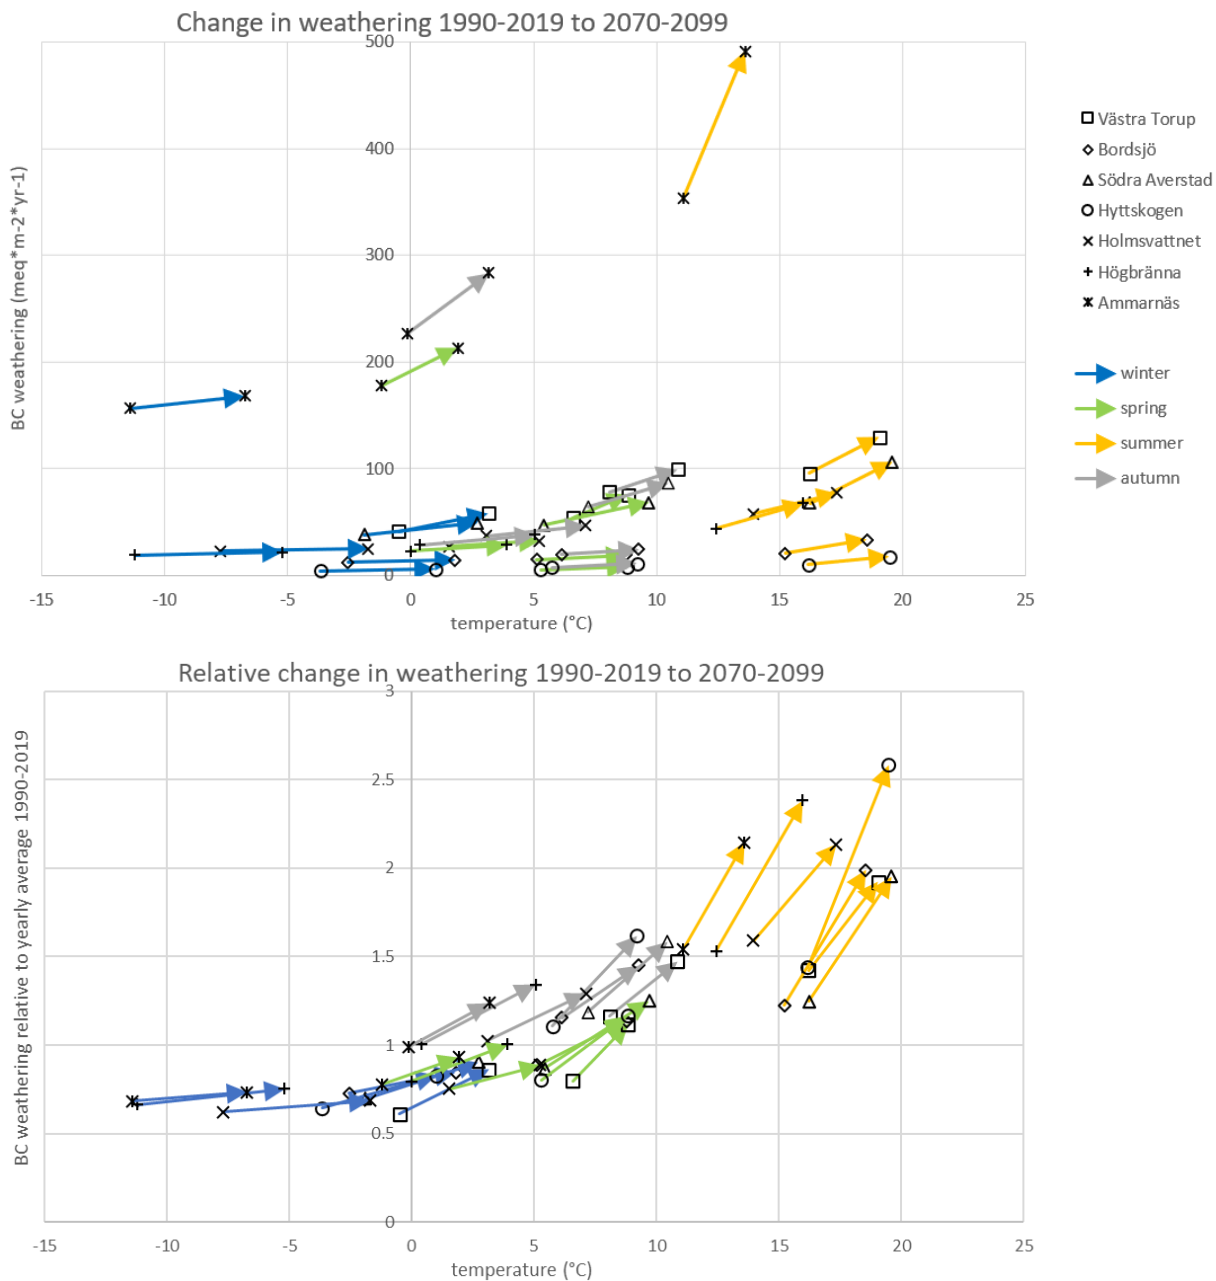 Change in weathering 1990-2019 to 2070-2099
BC weathering (meq*m-2*yr-1)
500
400
300
200
100
0
-15
-10
-5
0
5
10
15
20
25
temperature (°C)
Västra Torup
Bordsjö
Södra Averstad
Hyttskogen
Holmsvattnet
Högbränna
Ammarnäs
winter
spring
summer
autumn
Relative change in weathering 1990-2019 to 2070-2099
BC weathering relative to yearly average 1990-2019
3
2.5
2
1.5
1
0.5
0
-15
-10
-5
0
5
10
15
20
25
temperature (°C)